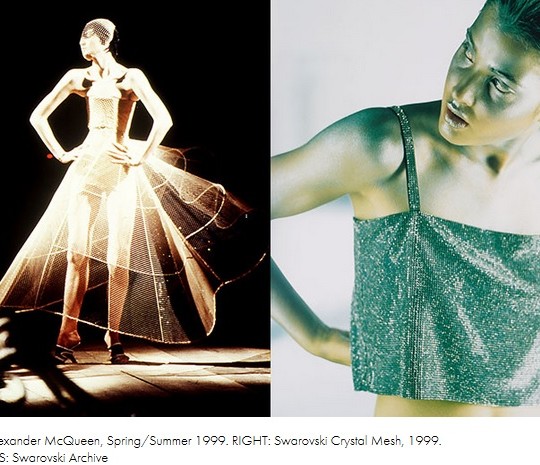 exander McQueen, Spring/Summer 1999. RIGHT: Swarovski Crystal Mesh, 1999.
S: Swarovski Archive